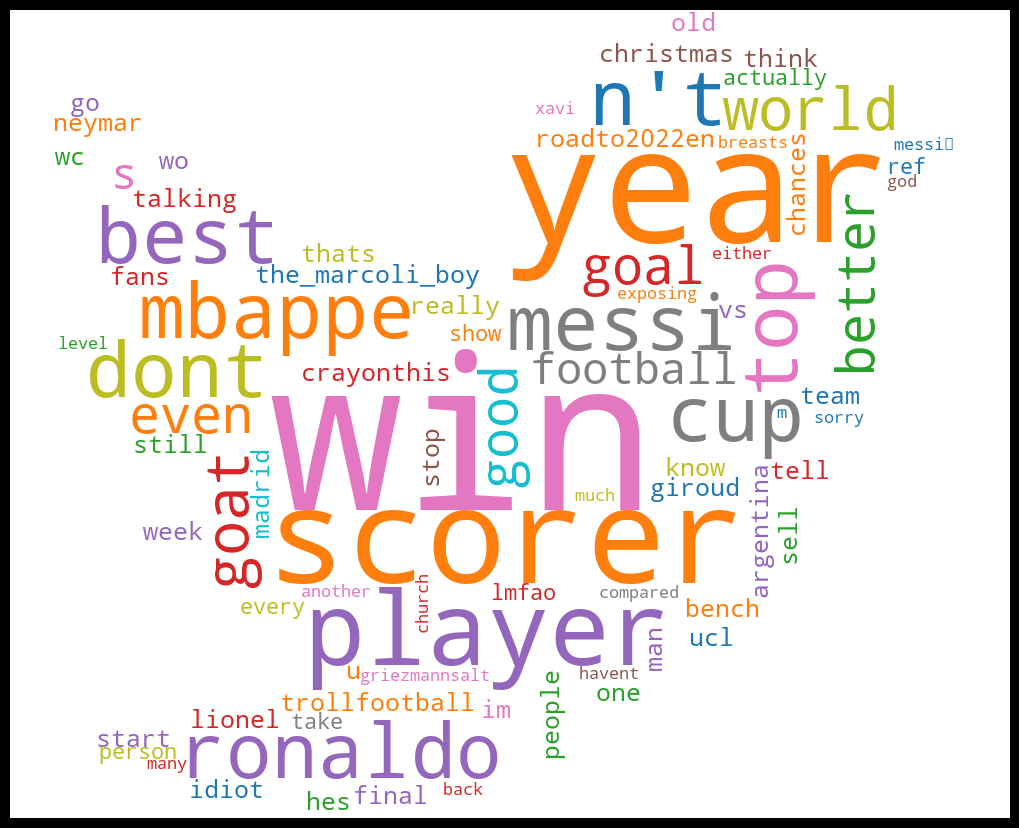 old
christmas
think
actually
n't
world
go
xavi
neymar
roadto2022en
breasts
messi
wc
wo
year
chances
ref
s
god
talking
best
better
thats
goal
either
fans
the_marcoli_boy
top
mbappe
really
exposing
messi
vs
show
level
dont
crayonthis
win
good
football
cup
m
team
even
sorry
still
stop
goat
madrid
know
tell
giroud
much
argentina
sell
week
scorer
another
church
lmfao
compared
every
player
bench
man
ucl
u
griezmannsalt
havent
people
one
trollfootball
im
lionel
take
start
ronaldo
person
many
idiot
hes
final
back